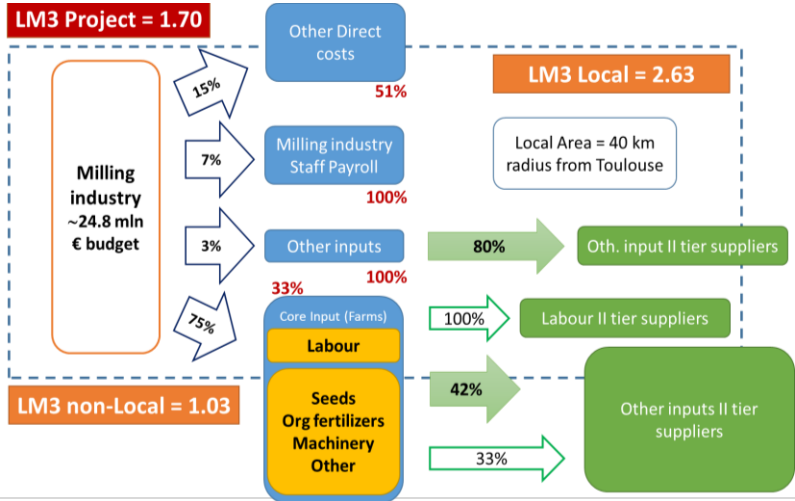 LM3 Project = 1.70
Other Direct
costs
51%
LM3 Local = 2.63
15%
Milling industry
Staff Payroll
100%
7%
Local Area = 40 km
radius from Toulouse
Milling
industry
~24.8 mln
€ budget
3%
Other inputs
100%
80%
Oth. input II tier suppliers
33%
75%
Core Input (Farms)
Labour
100%
Labour II tier suppliers
LM3 non-Local = 1.03
Seeds
Org fertilizers
Machinery
Other
42%
33%
Other inputs II tier
suppliers